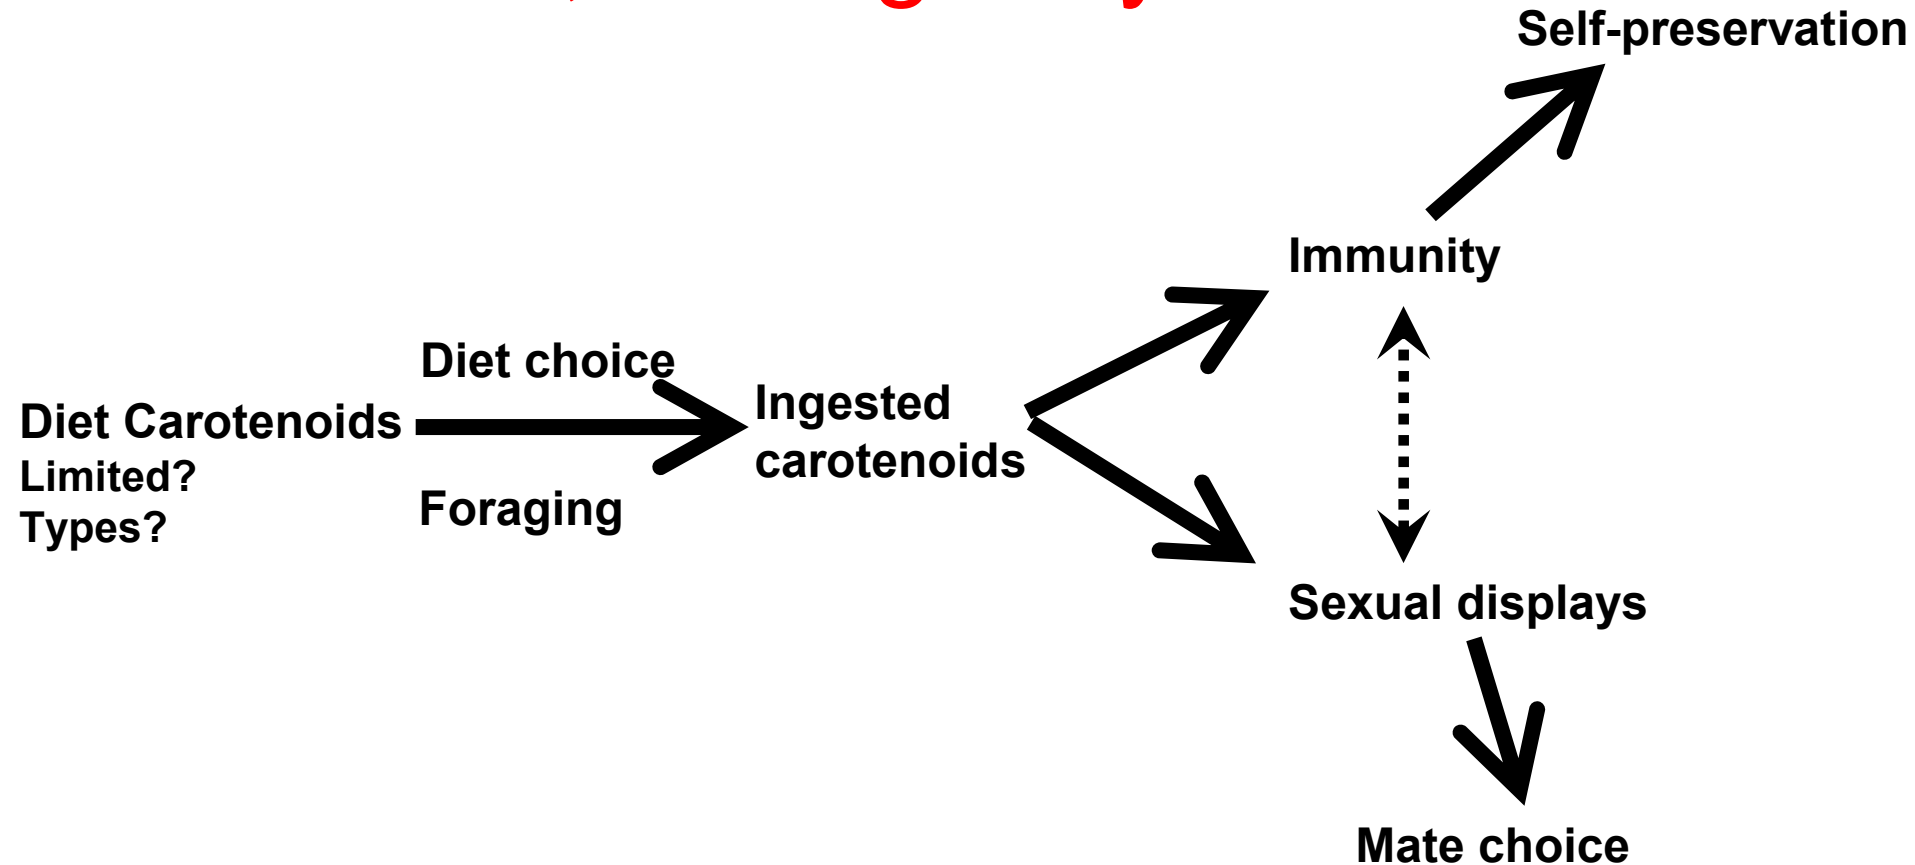 Self-preservation
Immunity
Diet choice
Diet Carotenoids
Limited?
Types?
Foraging
Ingested
carotenoids
Sexual displays
Mate choice